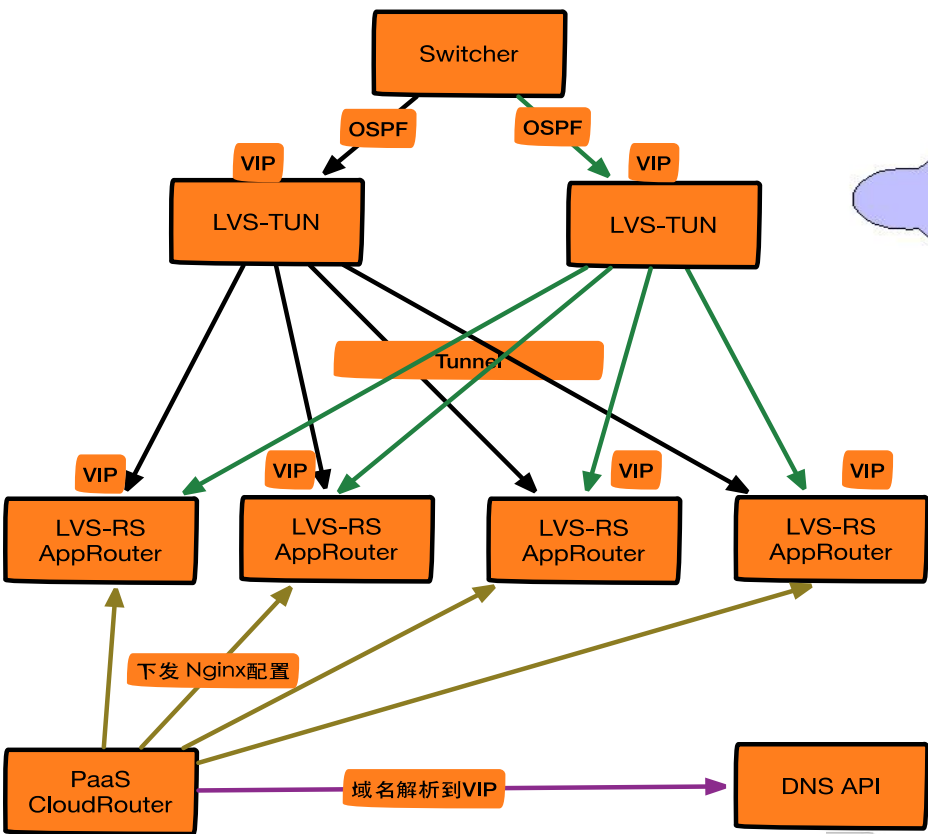 Switcher
OSPF
OSPF
VIP
VIP
LVS-TUN
LVS-TUN
Tunnel
VIP
VIP
VIP
VIP
LVS-RS
AppRouter
LVS-RS
AppRouter
LVS-RS
AppRouter
LVS-RS
AppRouter
下发 Nginx配置
PaaS
CloudRouter
域名解析到VIP
DNS API